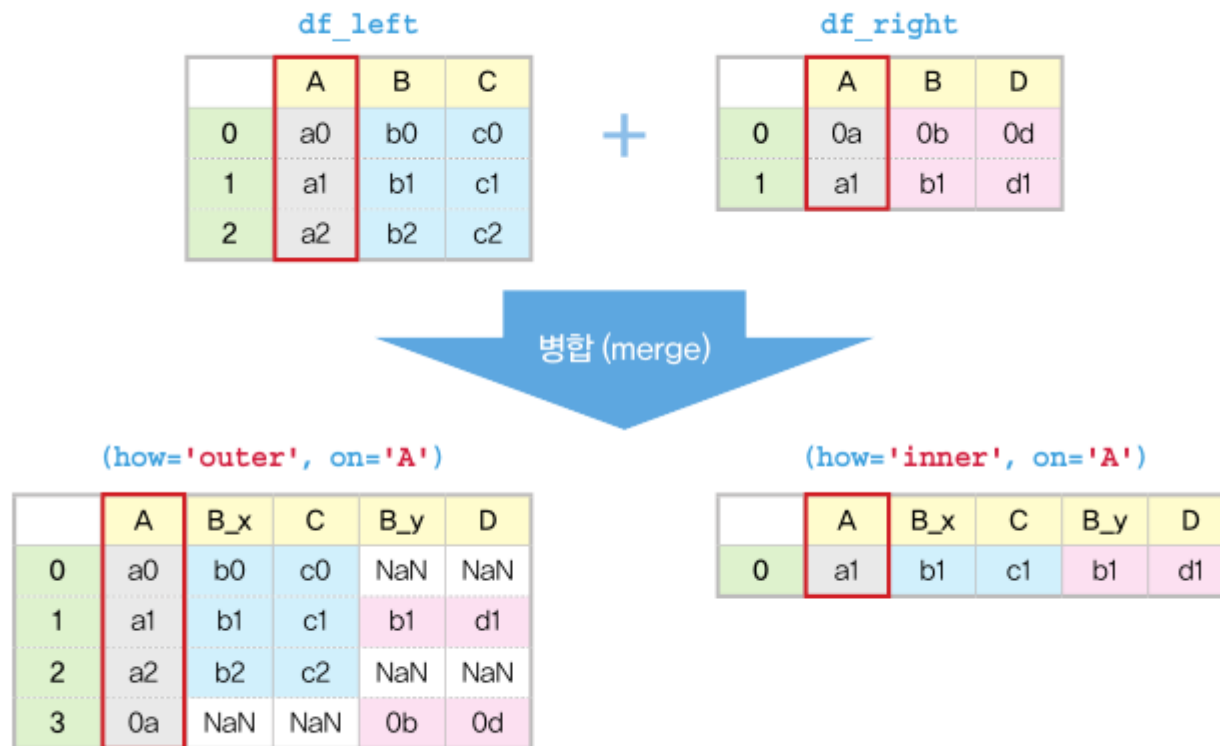 df_left df_right
A B C A B D
0 a0 b0 c0 + 0 0a 0b 0d
1 a1 b1 c1 1 a1 b1 d1
2 a2 b2 c2
병합 (merge)
(how='outer', on='A') (how='inner', on='A')
A B_x C B_y D A B_x C B_y D
0 a0 b0 c0 NaN NaN 0 a1 b1 c1 b1 d1
1 a1 b1 c1 b1 d1
2 a2 b2 c2 NaN NaN
3 0a NaN NaN 0b 0d